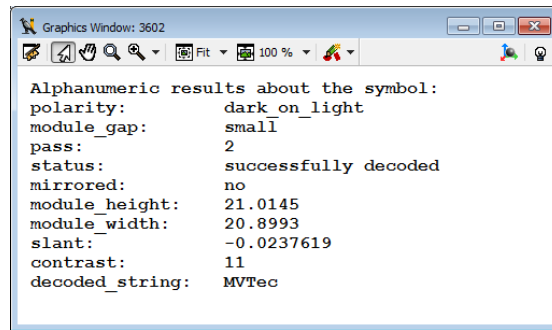 Graphics Window: 3602
Fit 100 %
Alphanumeric results about the symbol:
polarity: dark_on_light
module_gap: small
pass: 2
status: successfully decoded
mirrored: no
module_height: 21.0145
module_width: 20.8993
slant: -0.0237619
contrast: 11
decoded_string: MVTec